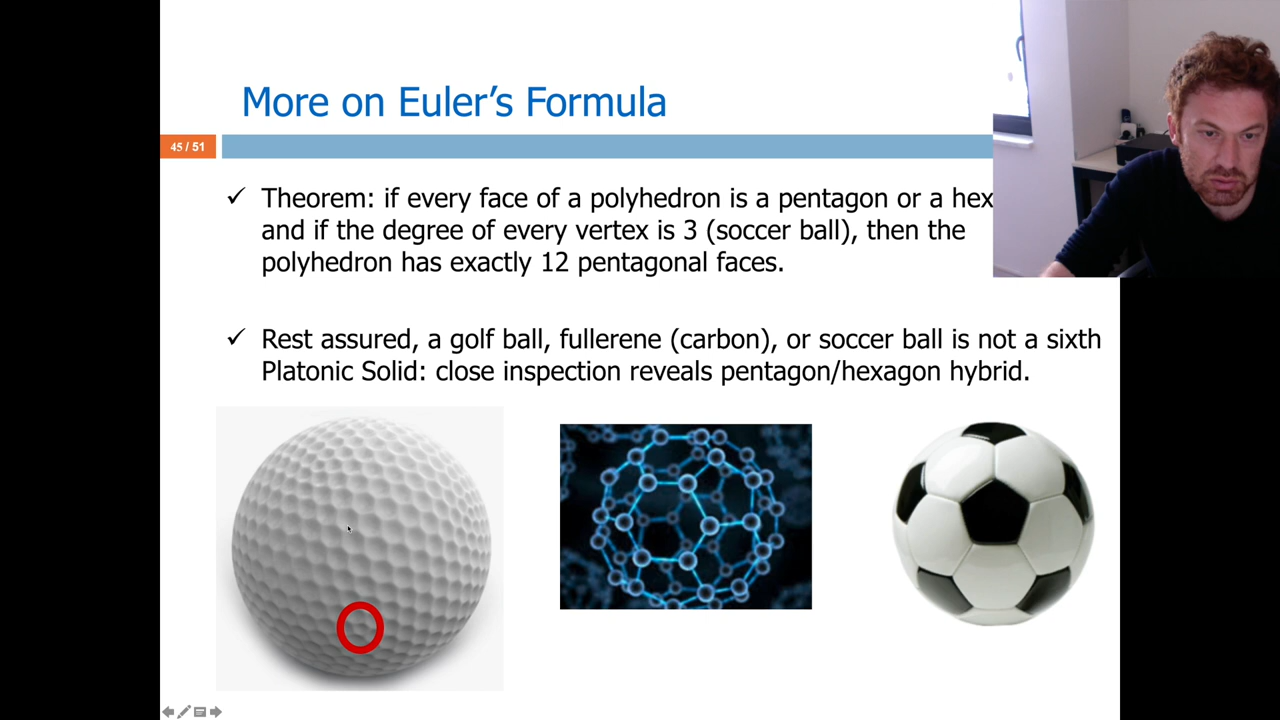 More on Euler's Formula
45 / 51
✓ Theorem: if every face of a polyhedron is a pentagon or a hex
and if the degree of every vertex is 3 (soccer ball), then the
polyhedron has exactly 12 pentagonal faces.
✓ Rest assured, a golf ball, fullerene (carbon), or soccer ball is not a sixth
Platonic Solid: close inspection reveals pentagon/hexagon hybrid.